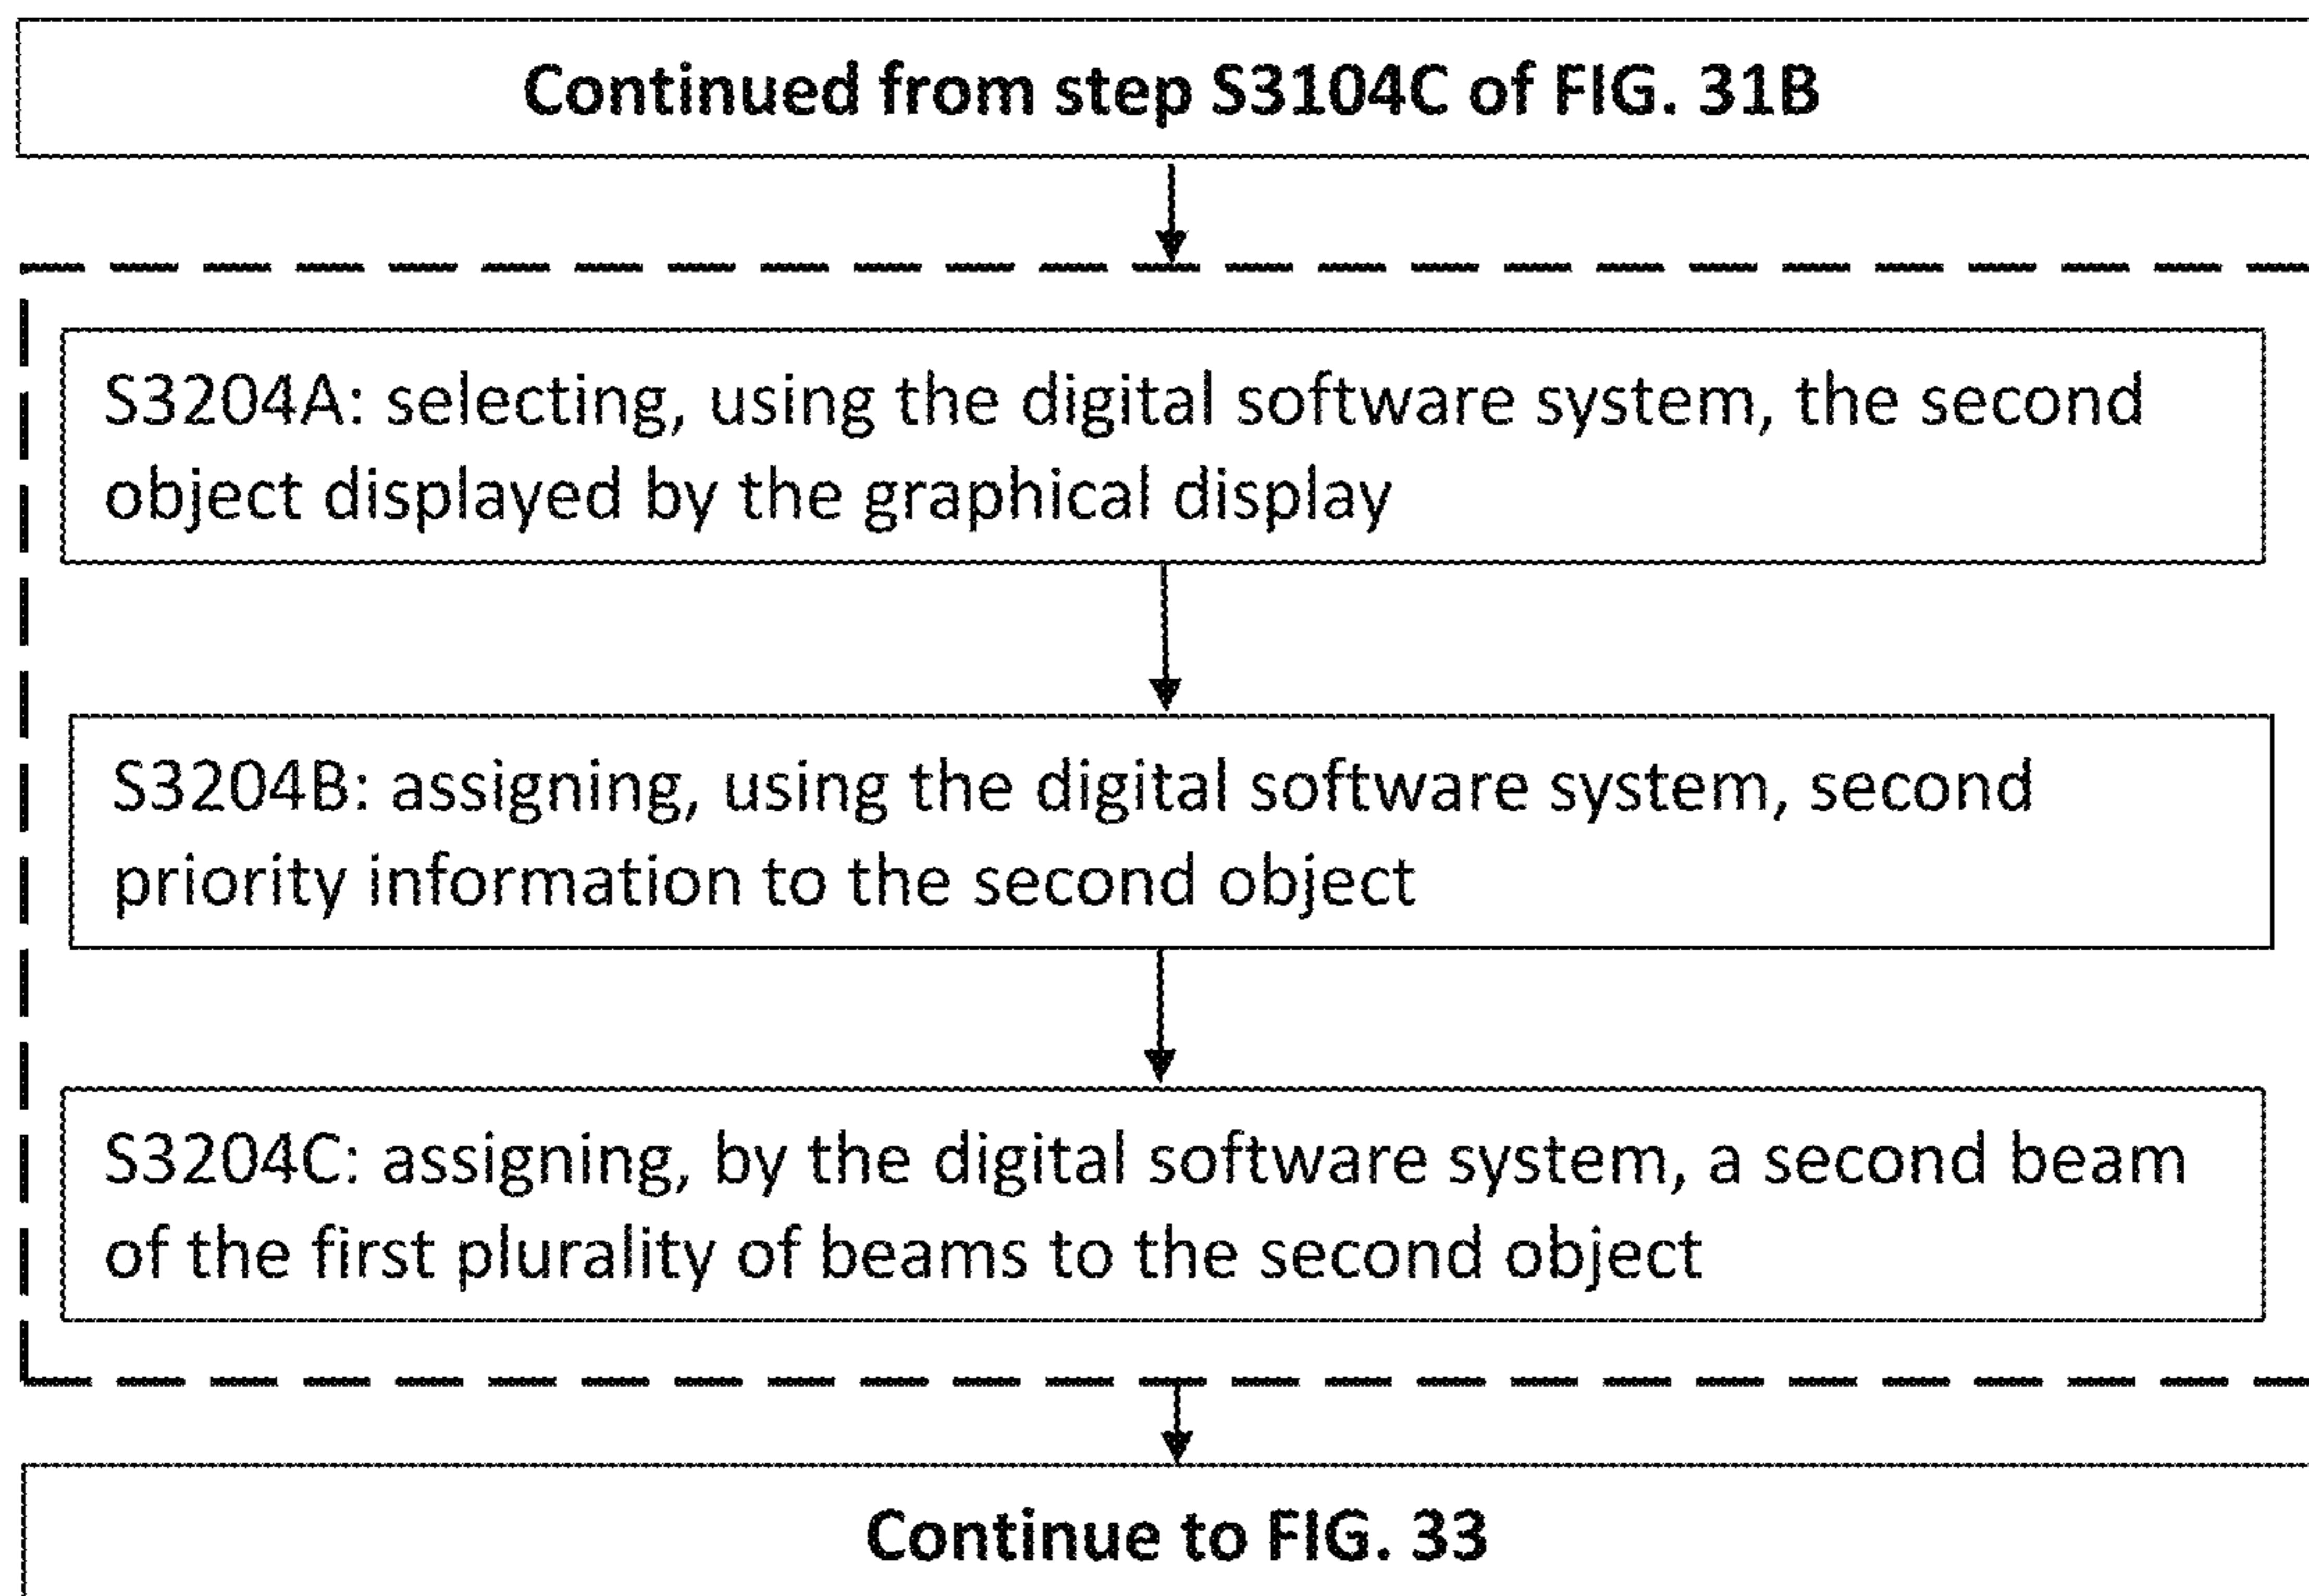 Continued from step S3104C of FIG. 31B
S3204A: selecting, using the digital software system, the second
object displayed by the graphical display
S3204B: assigning, using the digital software system, second
priority information to the second object
S3204C: assigning, by the digital software system, a second beam
of the first plurality of beams to the second object
Continue to FIG. 33